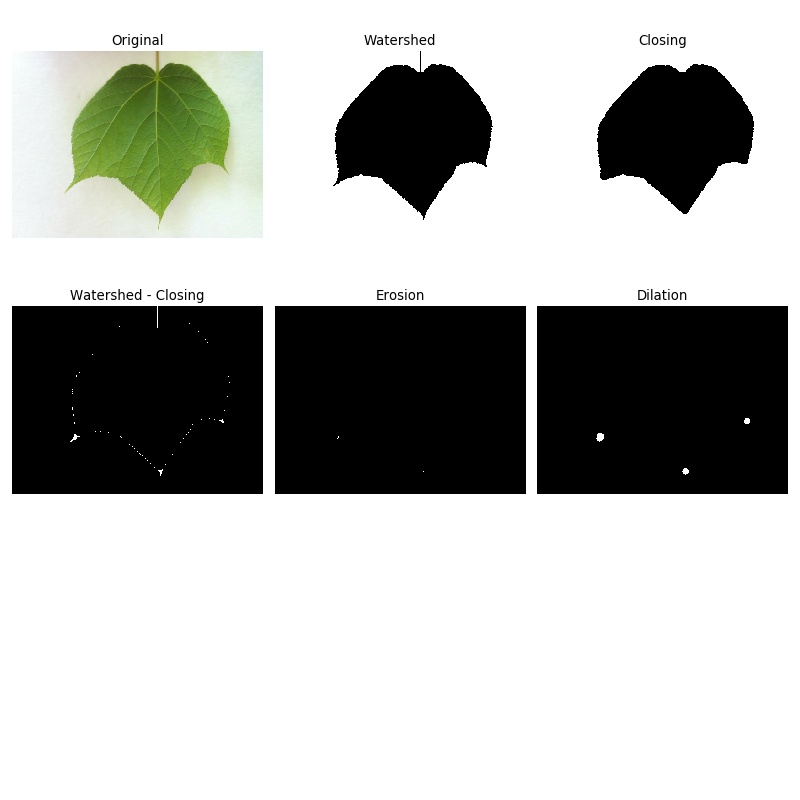 Original
Watershed
Closing
Watershed - Closing
Erosion
Dilation